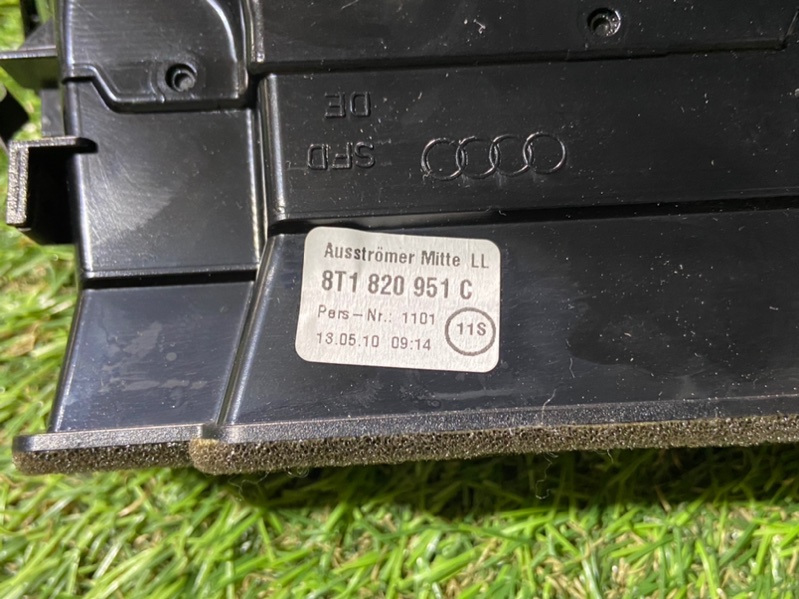 DE
SFD
Ausströmer Mitte LL
8T1 820 951 C
Pers-Nr.: 1101
11S
13.05.10 09:14